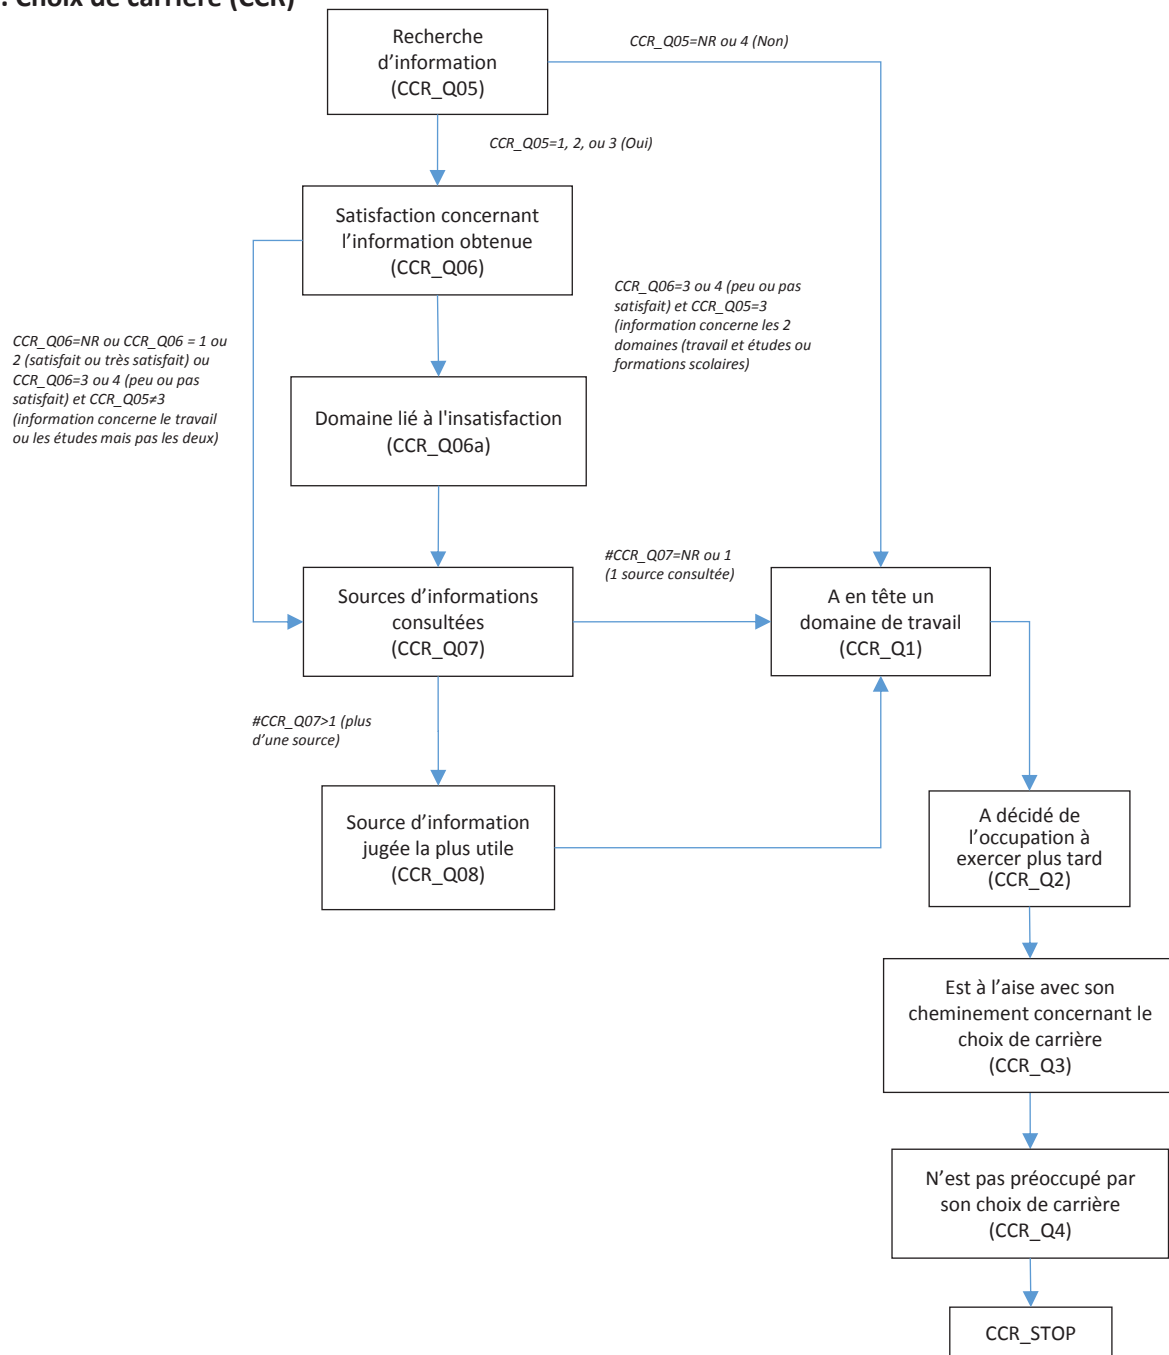 . Choix de carrière (CCR)
Recherche
d’information
(CCR_Q05)
CCR_Q05=NR ou 4 (Non)
CCR_Q05=1, 2, ou 3 (Oui)
Satisfaction concernant
l’information obtenue
(CCR_Q06)
CCR_Q06=3 ou 4 (peu ou pas
satisfait) et CCR_Q05=3
(information concerne les 2
domaines (travail et études ou
formations scolaires)
CCR_Q06=NR ou CCR_Q06 = 1 ou
2 (satisfait ou très satisfait) ou
CCR_Q06=3 ou 4 (peu ou pas
satisfait) et CCR_Q05≠3
(information concerne le travail
ou les études mais pas les deux)
Domaine lié à l'insatisfaction
(CCR_Q06a)
#CCR_Q07=NR ou 1
(1 source consultée)
Sources d’informations
consultées
(CCR_Q07)
A en tête un
domaine de travail
(CCR_Q1)
#CCR_Q07>1 (plus
d’une source)
Source d’information
jugée la plus utile
(CCR_Q08)
A décidé de
l’occupation à
exercer plus tard
(CCR_Q2)
Est à l’aise avec son
cheminement concernant le
choix de carrière
(CCR_Q3)
N’est pas préoccupé par
son choix de carrière
(CCR_Q4)
CCR_STOP